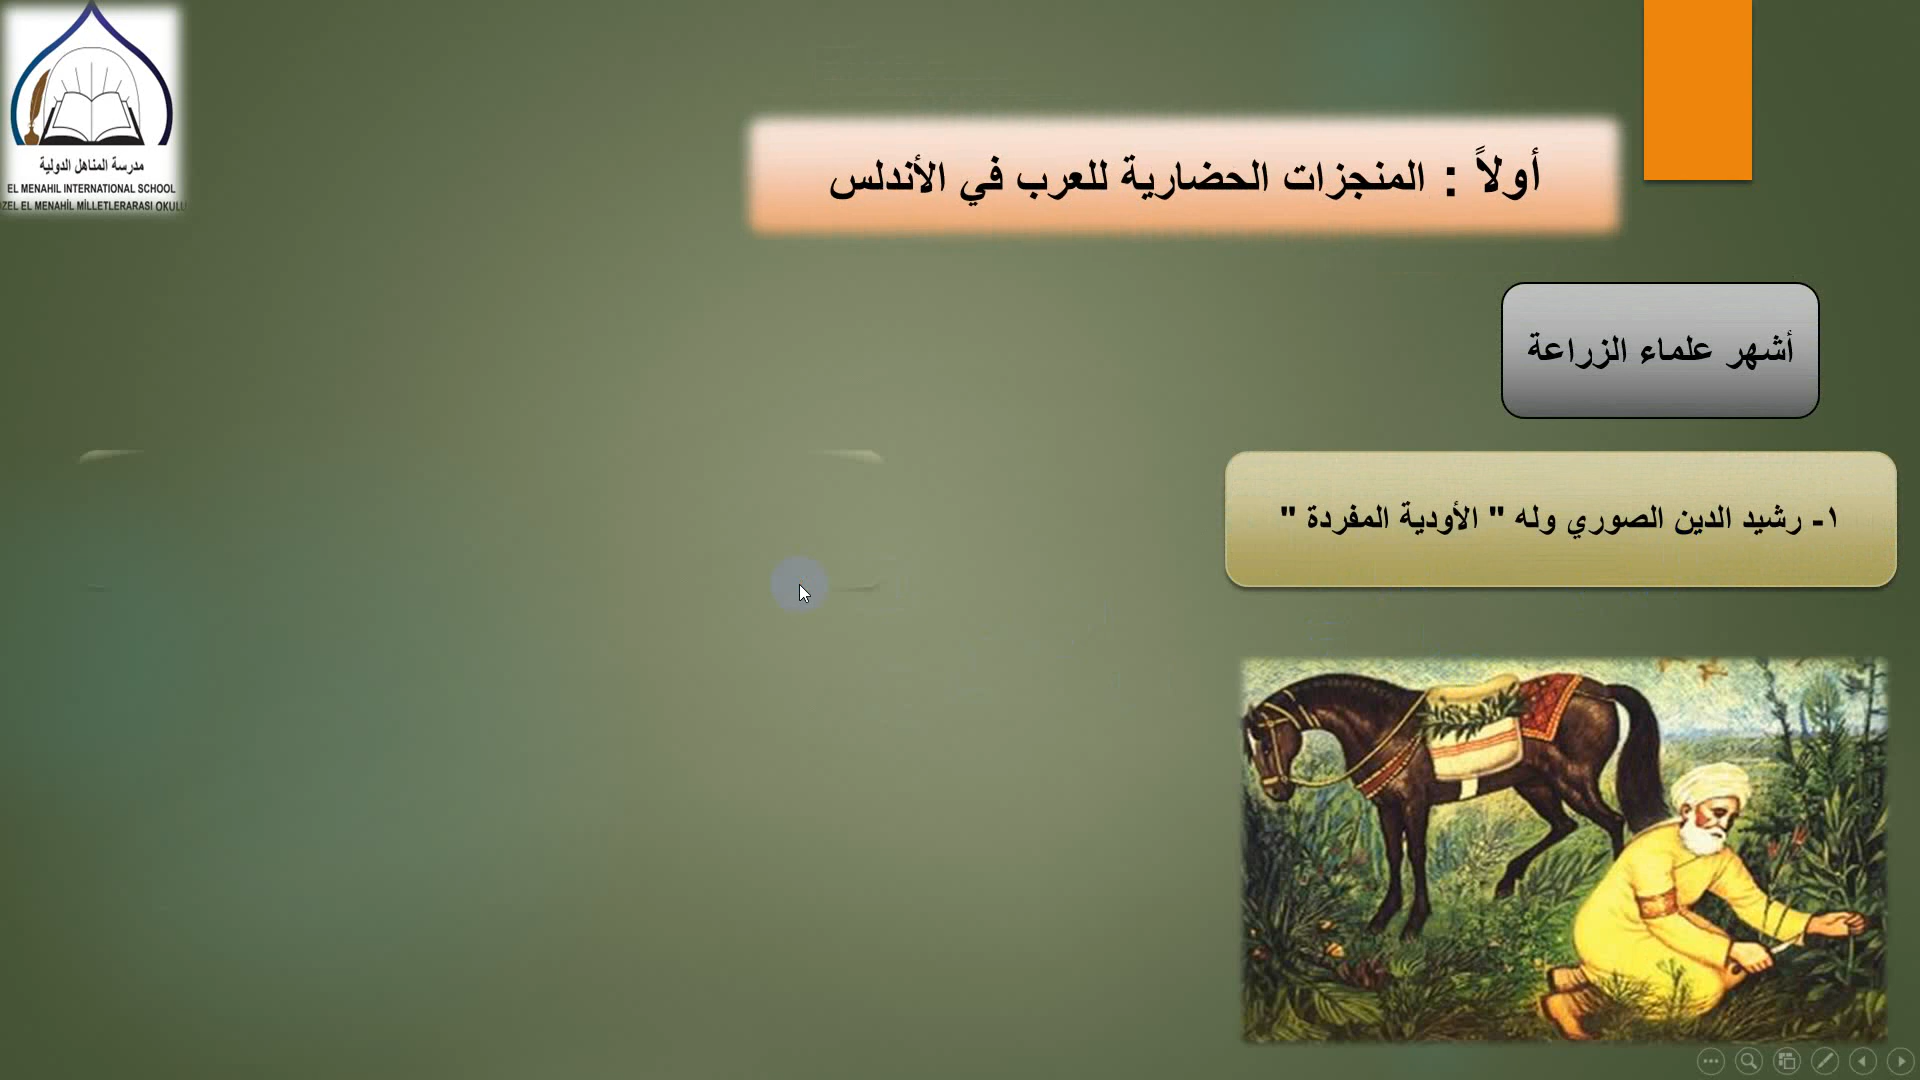 مدرسة المناهل الدولية
EL MENAHIL INTERNATIONAL SCHOOL
ZEL EL MENAHİL MİLLETLERARASI OKULU
أولاً : المنجزات الحضارية للعرب في الأندلس
أشهر علماء الزراعة
١- رشيد الدين الصوري وله " الأودية المفردة "